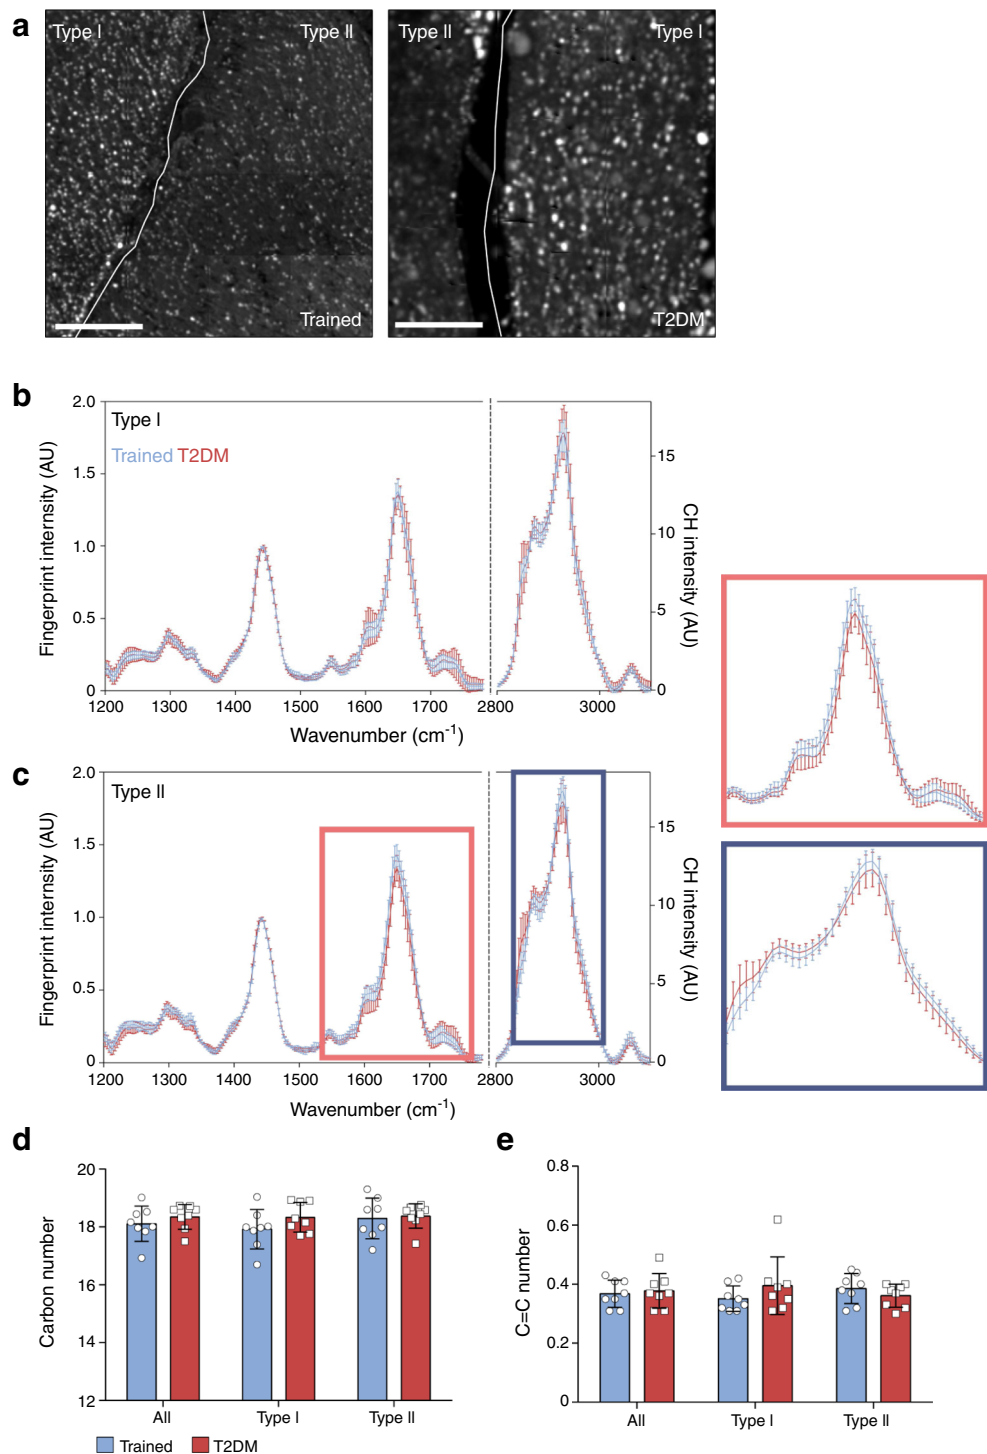 a
Type I
Type II
Trained
Type II
Type I
T2DM
b
2.0
1.5
1.0
0.5
0
Fingerprint internsity (AU)
Type I
Trained T2DM
15
10
5
0
CH intensity (AU)
1200 1300 1400 1500 1600 1700 2800 3000
Wavenumber (cm-1)
c
2.0
1.5
1.0
0.5
0
Fingerprint intensity (AU)
Type II
15
10
5
0
CH intensity (AU)
1200 1300 1400 1500 1600 1700 2800 3000
Wavenumber (cm-1)
d
20
18
16
14
12
Carbon number
All Type I Type II
Trained T2DM
e
0.8
0.6
0.4
0.2
0
C=C number
All Type I Type II